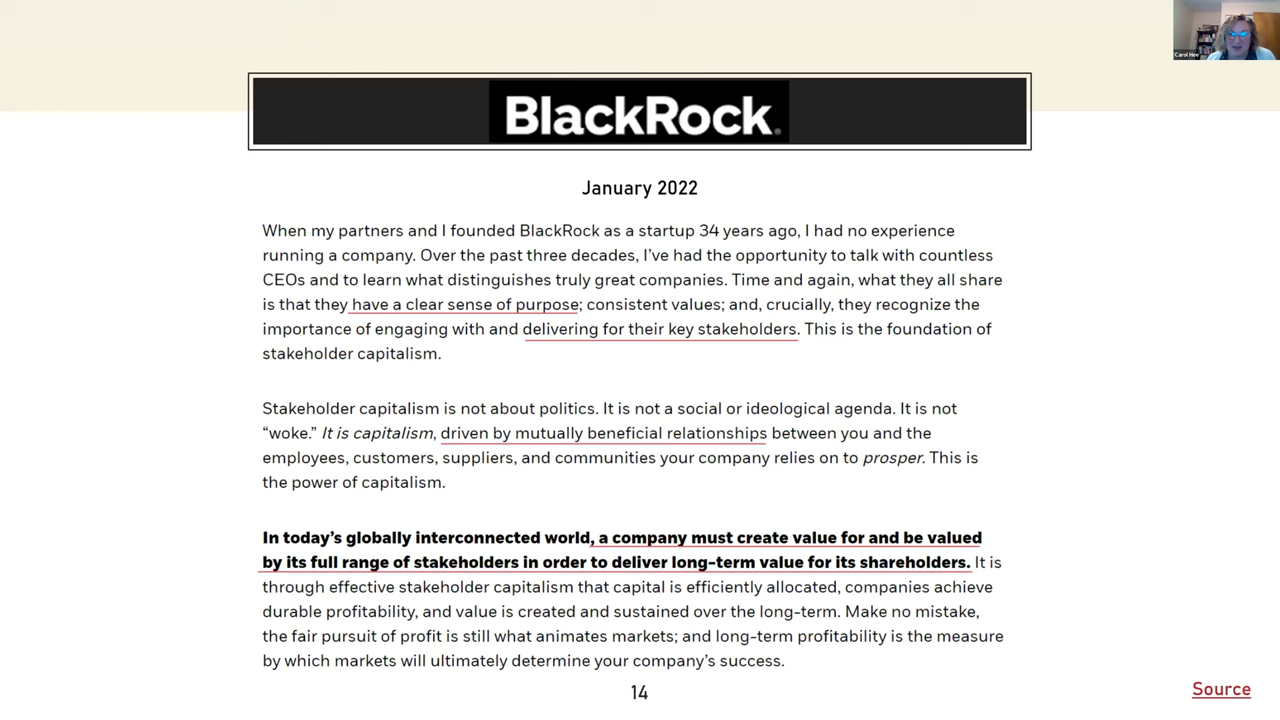 Carol Hee
BlackRock®
January 2022
When my partners and I founded BlackRock as a startup 34 years ago, I had no experience
running a company. Over the past three decades, I’ve had the opportunity to talk with countless
CEOs and to learn what distinguishes truly great companies. Time and again, what they all share
is that they have a clear sense of purpose; consistent values; and, crucially, they recognize the
importance of engaging with and delivering for their key stakeholders. This is the foundation of
stakeholder capitalism.
Stakeholder capitalism is not about politics. It is not a social or ideological agenda. It is not
“woke.” It is capitalism, driven by mutually beneficial relationships between you and the
employees, customers, suppliers, and communities your company relies on to prosper. This is
the power of capitalism.
In today’s globally interconnected world, a company must create value for and be valued
by its full range of stakeholders in order to deliver long-term value for its shareholders. It is
through effective stakeholder capitalism that capital is efficiently allocated, companies achieve
durable profitability, and value is created and sustained over the long-term. Make no mistake,
the fair pursuit of profit is still what animates markets; and long-term profitability is the measure
by which markets will ultimately determine your company’s success.
14
Source